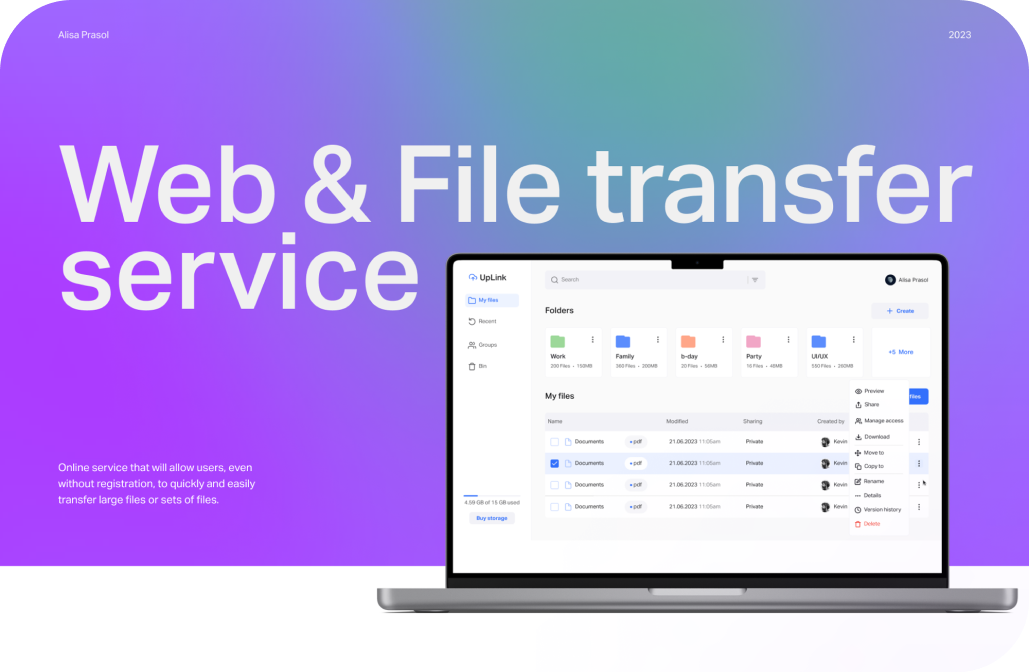 Alisa Prasol
2023
Web & File transfer
service
Online service that will allow users, even
without registration, to quickly and easily
transfer large files or sets of files.
UpLink
My files
Recent
Groups
Bin
4.59 GB of 15 GB used
Buy storage
Search
Alisa Prasol
Folders
+ Create
Work
200 Files • 150MB
Family
360 Files • 200MB
b-day
20 Files • 56MB
Party
16 Files • 48MB
UI/UX
550 Files • 260MB
+5 More
My files
files
Name Modified Sharing Created by
Documents pdf 21.06.2023 11:05am Private Kevin
Documents pdf 21.06.2023 11:05am Private Kevin
Documents pdf 21.06.2023 11:05am Private Kevin
Documents pdf 21.06.2023 11:05am Private Kevin
Preview
Share
Manage access
Download
Move to
Copy to
Rename
Details
Version history
Delete